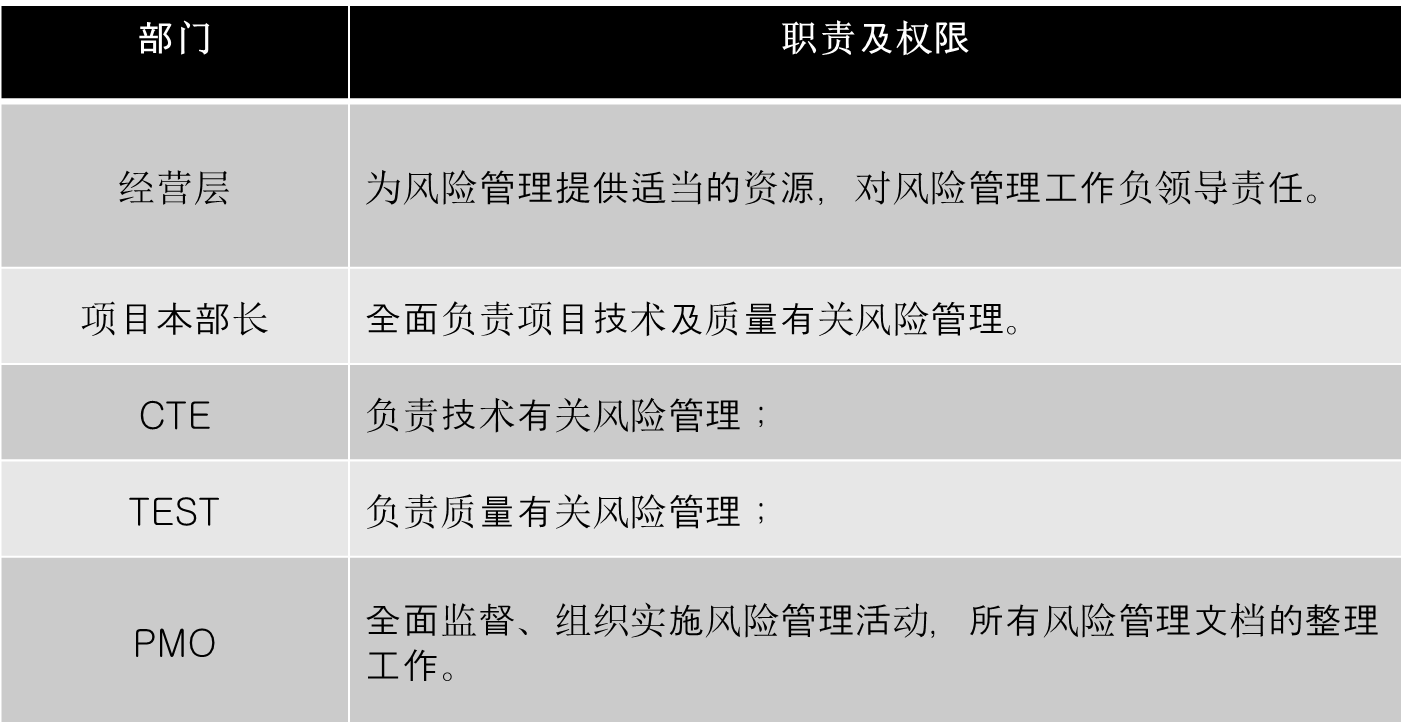 部门
职责及权限
经营层
为风险管理提供适当的资源，对风险管理工作负领导责任。
项目本部长
全面负责项目技术及质量有关风险管理。
CTE
负责技术有关风险管理；
TEST
负责质量有关风险管理；
PMO
全面监督、组织实施风险管理活动，所有风险管理文档的整理
工作。